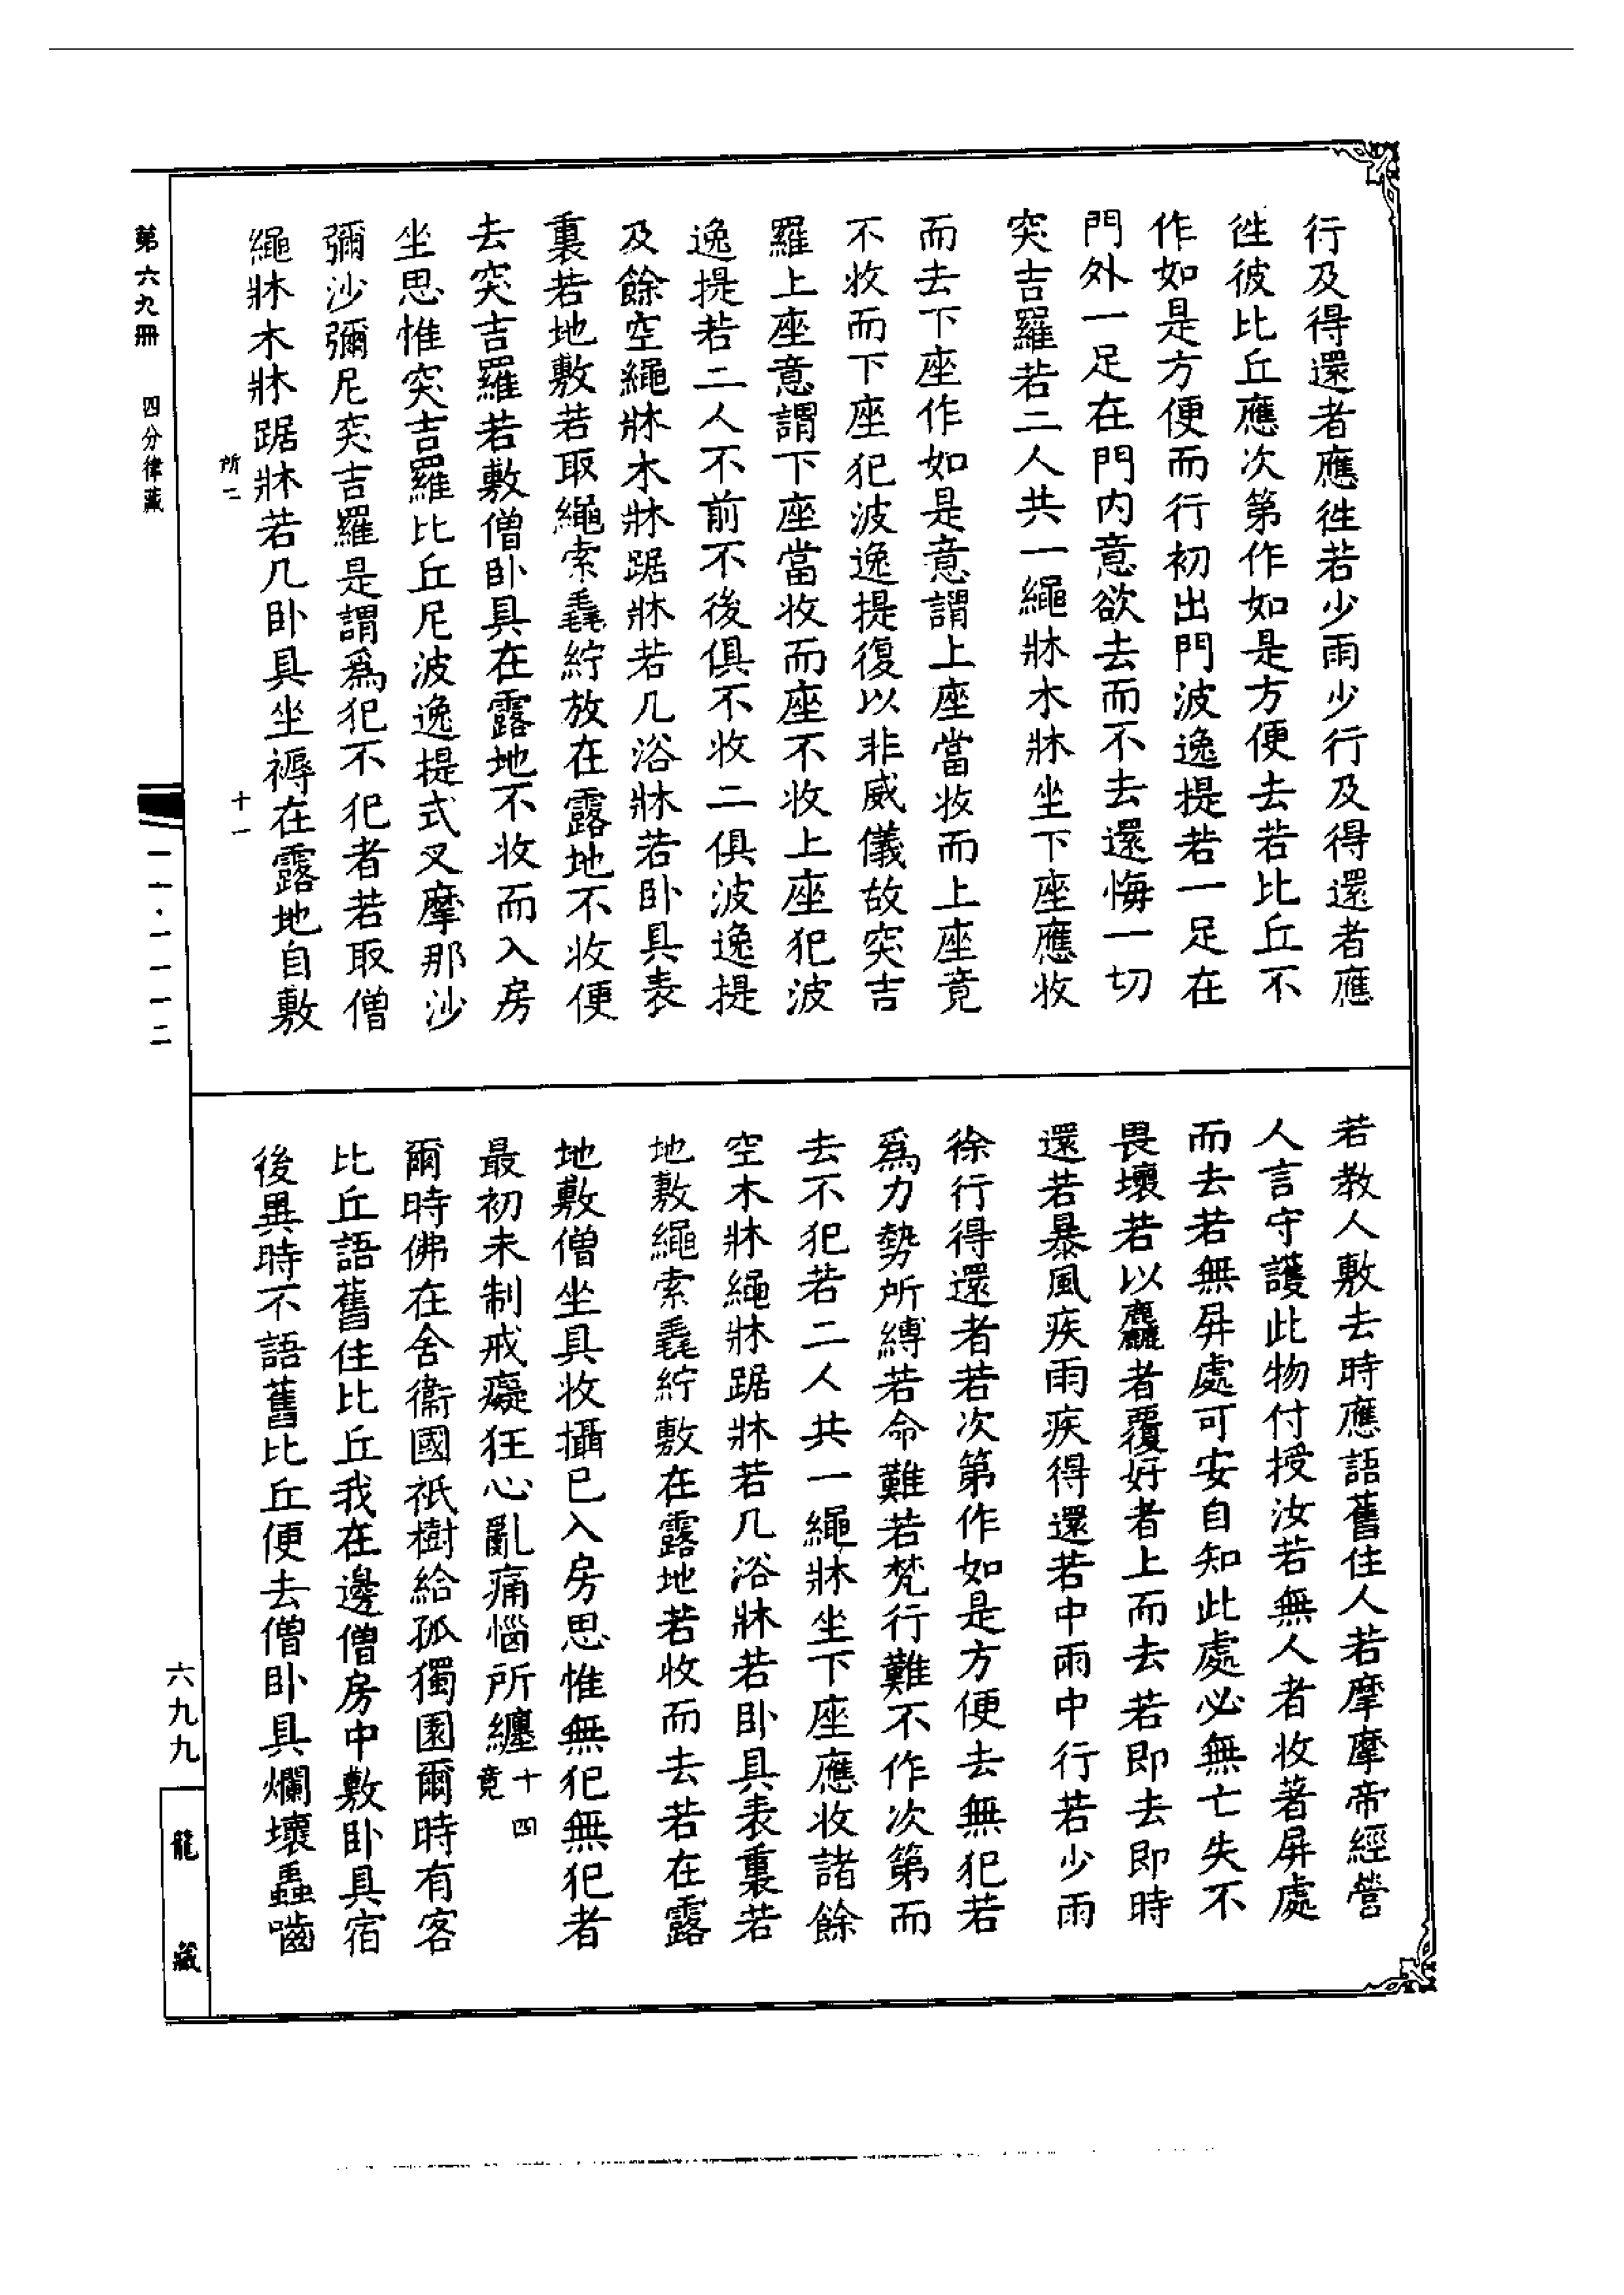 行及得還者應徃若少雨少行及得還者應
徃彼比丘應次第作如是方便去若比丘不
作如是方便而行初出門波逸提若一足在
門外一足在門内意欲去而不去還悔一切
突吉羅若二人共一繩牀木牀坐下座應收
而去下座作如是意謂上座當收而上座竟
不收而下座犯波逸提復以非威儀故突吉
羅上座意謂下座當收而座不收上座犯波
逸提若二人不前不後俱不收二俱波逸提
及餘空繩牀木牀踞牀若几浴牀若卧具表
裏若地敷若取繩索毳紵放在露地不收便
去突吉羅若敷僧卧具在露地不收而入房
坐思惟突吉羅比丘尼波逸提式叉摩那沙
彌沙彌尼突吉羅是謂爲犯不犯者若取僧
繩牀木牀踞牀若几卧具坐褥在露地自敷
所二 十一
若教人敷去時應語舊住人若摩摩帝經營
人言守護此物付授汝若無人者收著屏處
而去若無屏處可安自知此處必無亡失不
畏壞若以麤者覆好者上而去若即去即時
還若暴風疾雨疾得還若中雨中行若少雨
徐行得還者若次第作如是方便去無犯若
爲力勢所縛若命難若梵行難不作次第而
去不犯若二人共一繩牀坐下座應收諸餘
空木牀繩牀踞牀若几浴牀若卧具表裏若
地敷繩索毳紵敷在露地若收而去若在露
地敷僧坐具收攝已入房思惟無犯無犯者
最初未制戒癡狂心亂痛惱所纏十四竟
爾時佛在舍衞國祇樹給孤獨園爾時有客
比丘語舊住比丘我在邊僧房中敷卧具宿
後異時不語舊比丘便去僧卧具爛壞蟲嚙
第六九冊 四分律藏
一一·一一一二
六九九
龍藏